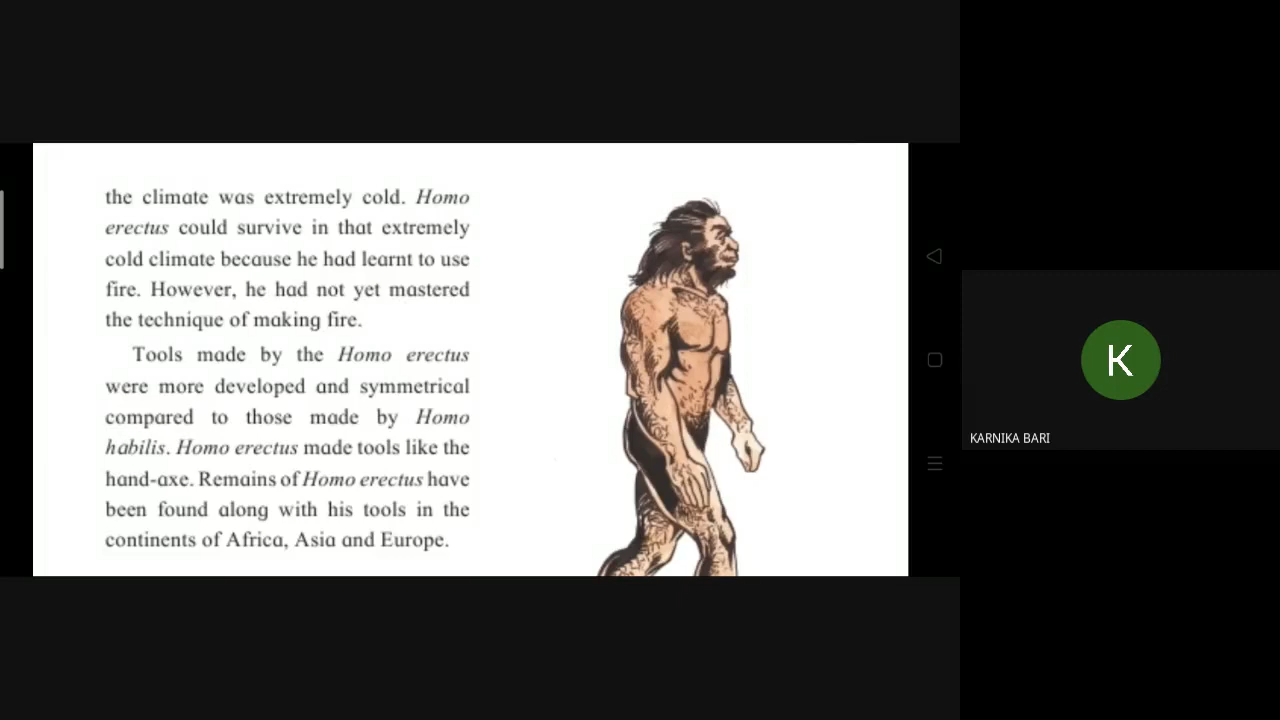 the climate was extremely cold. Homo
erectus could survive in that extremely
cold climate because he had learnt to use
fire. However, he had not yet mastered
the technique of making fire.
Tools made by the Homo erectus
were more developed and symmetrical
compared to those made by Homo
habilis. Homo erectus made tools like the
hand-axe. Remains of Homo erectus have
been found along with his tools in the
continents of Africa, Asia and Europe.
K
KARNIKA BARI